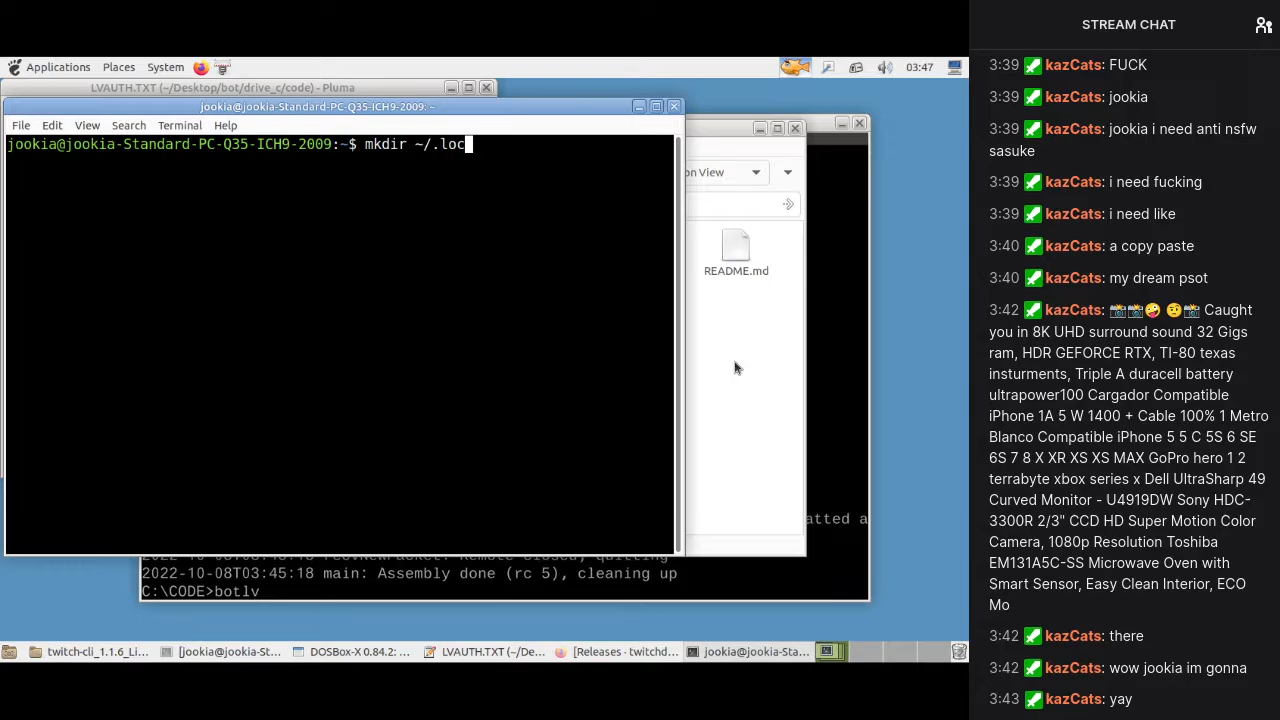 Applications Places System 03:47
LVAUTH.TXT (~/Desktop/bot/drive_c/code) - Pluma
jookia@jookia-Standard-PC-Q35-ICH9-2009: ~
File Edit View Search Terminal Help
jookia@jookia-Standard-PC-Q35-ICH9-2009:~$ mkdir ~/.loc
on View
README.md
atted a
2022-10-08T03:45:18 main: Assembly done (rc 5), cleaning up
C:\CODE>botlv
twitch-cli_1.1.6_Li... [jookia@jookia-St... DOSBox-X 0.84.2: ... LVAUTH.TXT (~/De... [Releases · twitchd... jookia@jookia-Sta...
STREAM CHAT
3:39 kazCats: FUCK
3:39 kazCats: jookia
3:39 kazCats: jookia i need anti nsfw
sasuke
3:39 kazCats: i need fucking
3:39 kazCats: i need like
3:40 kazCats: a copy paste
3:40 kazCats: my dream psot
3:42 kazCats: 📸📸🤪 🤨📸 Caught
you in 8K UHD surround sound 32 Gigs
ram, HDR GEFORCE RTX, TI-80 texas
insturments, Triple A duracell battery
ultrapower100 Cargador Compatible
iPhone 1A 5 W 1400 + Cable 100% 1 Metro
Blanco Compatible iPhone 5 5 C 5S 6 SE
6S 7 8 X XR XS XS MAX GoPro hero 1 2
terrabyte xbox series x Dell UltraSharp 49
Curved Monitor - U4919DW Sony HDC-
3300R 2/3" CCD HD Super Motion Color
Camera, 1080p Resolution Toshiba
EM131A5C-SS Microwave Oven with
Smart Sensor, Easy Clean Interior, ECO
Mo
3:42 kazCats: there
3:42 kazCats: wow jookia im gonna
3:43 kazCats: yay